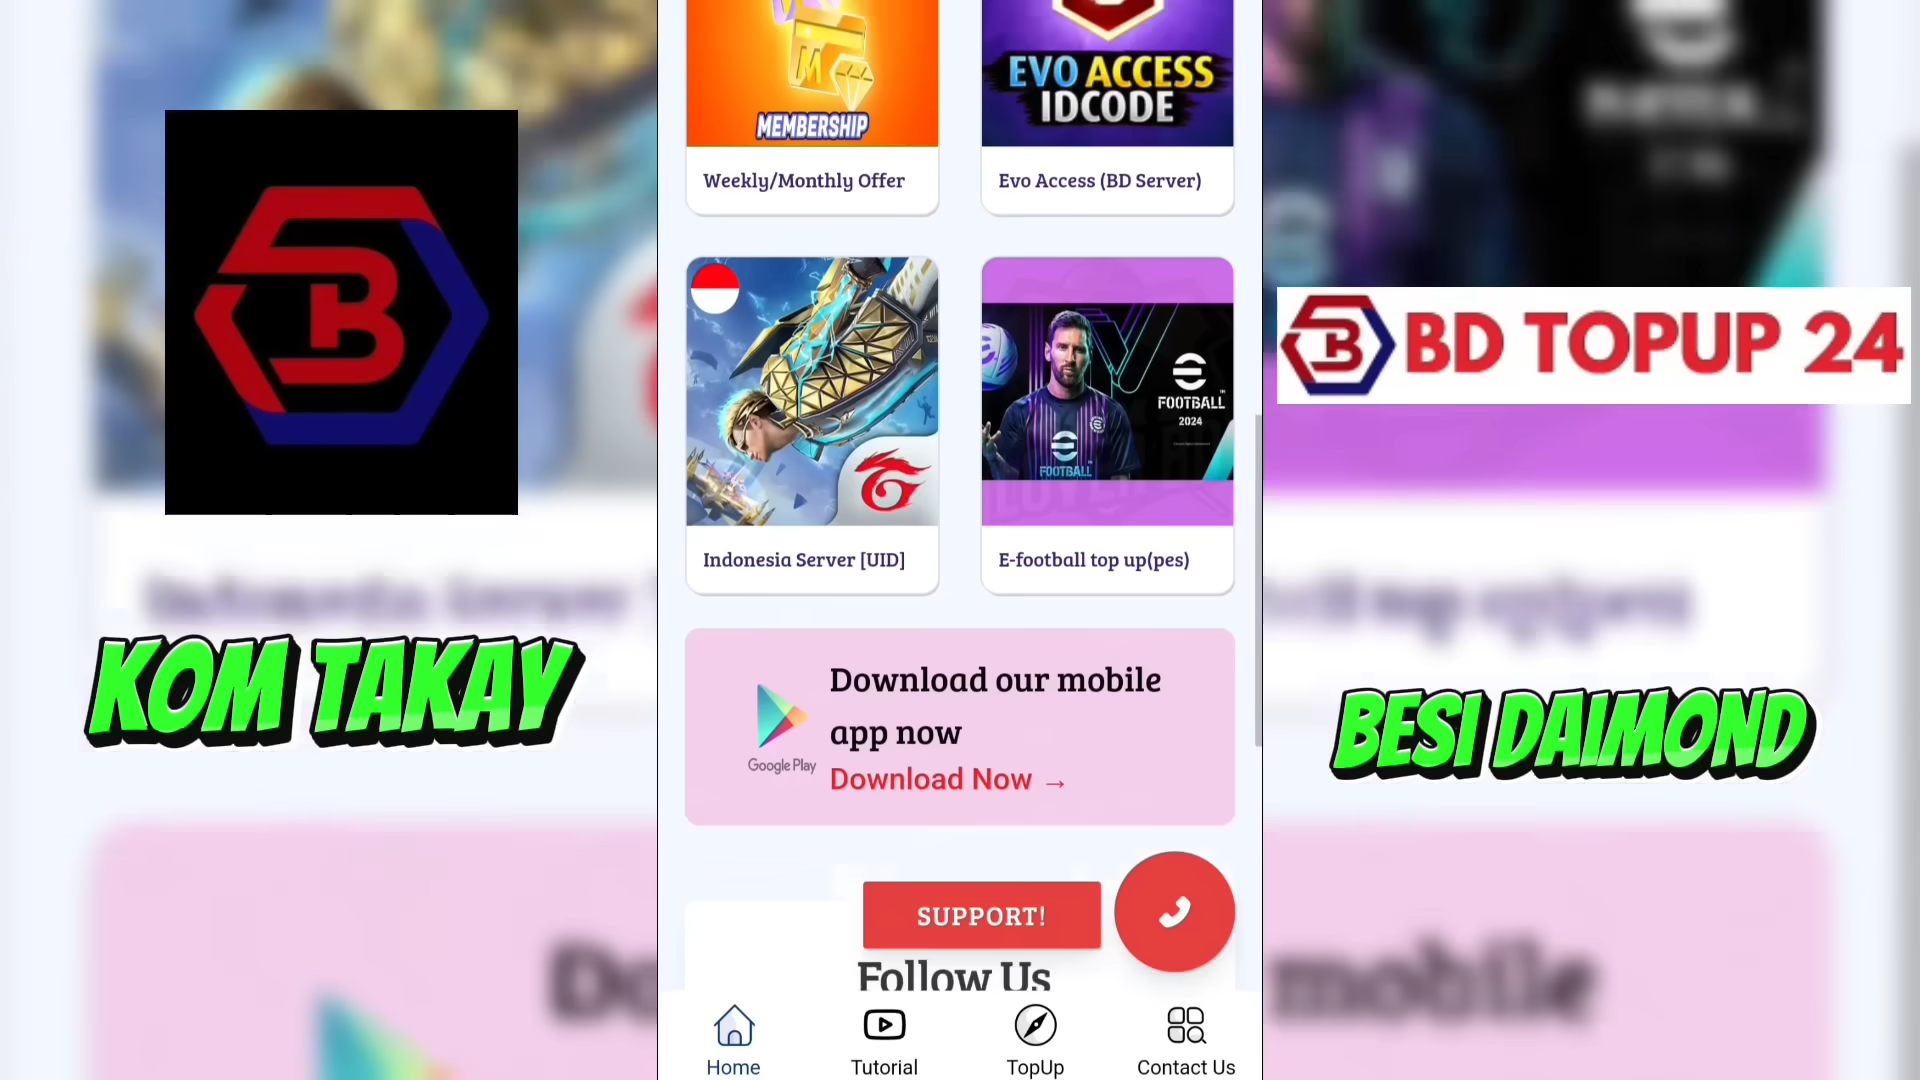 MEMBERSHIP
EVO ACCESS
IDCODE
Weekly/Monthly Offer
Evo Access (BD Server)
BD TOPUP 24
FOOTBALL
2024
FOOTBALL
Indonesia Server [UID]
E-football top up(pes)
KOM TAKAY
BESI DAIMOND
Download our mobile
app now
Google Play
Download Now →
SUPPORT!
Follow Us
Home
Tutorial
TopUp
Contact Us